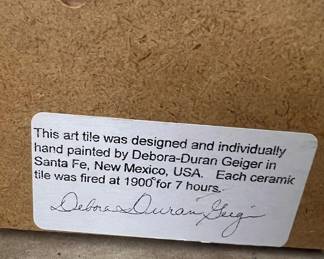 This art tile was designed and individually
hand painted by Debora-Duran Geiger in
Santa Fe, New Mexico, USA. Each ceramic
tile was fired at 1900° for 7 hours.
Debora Duran Geig